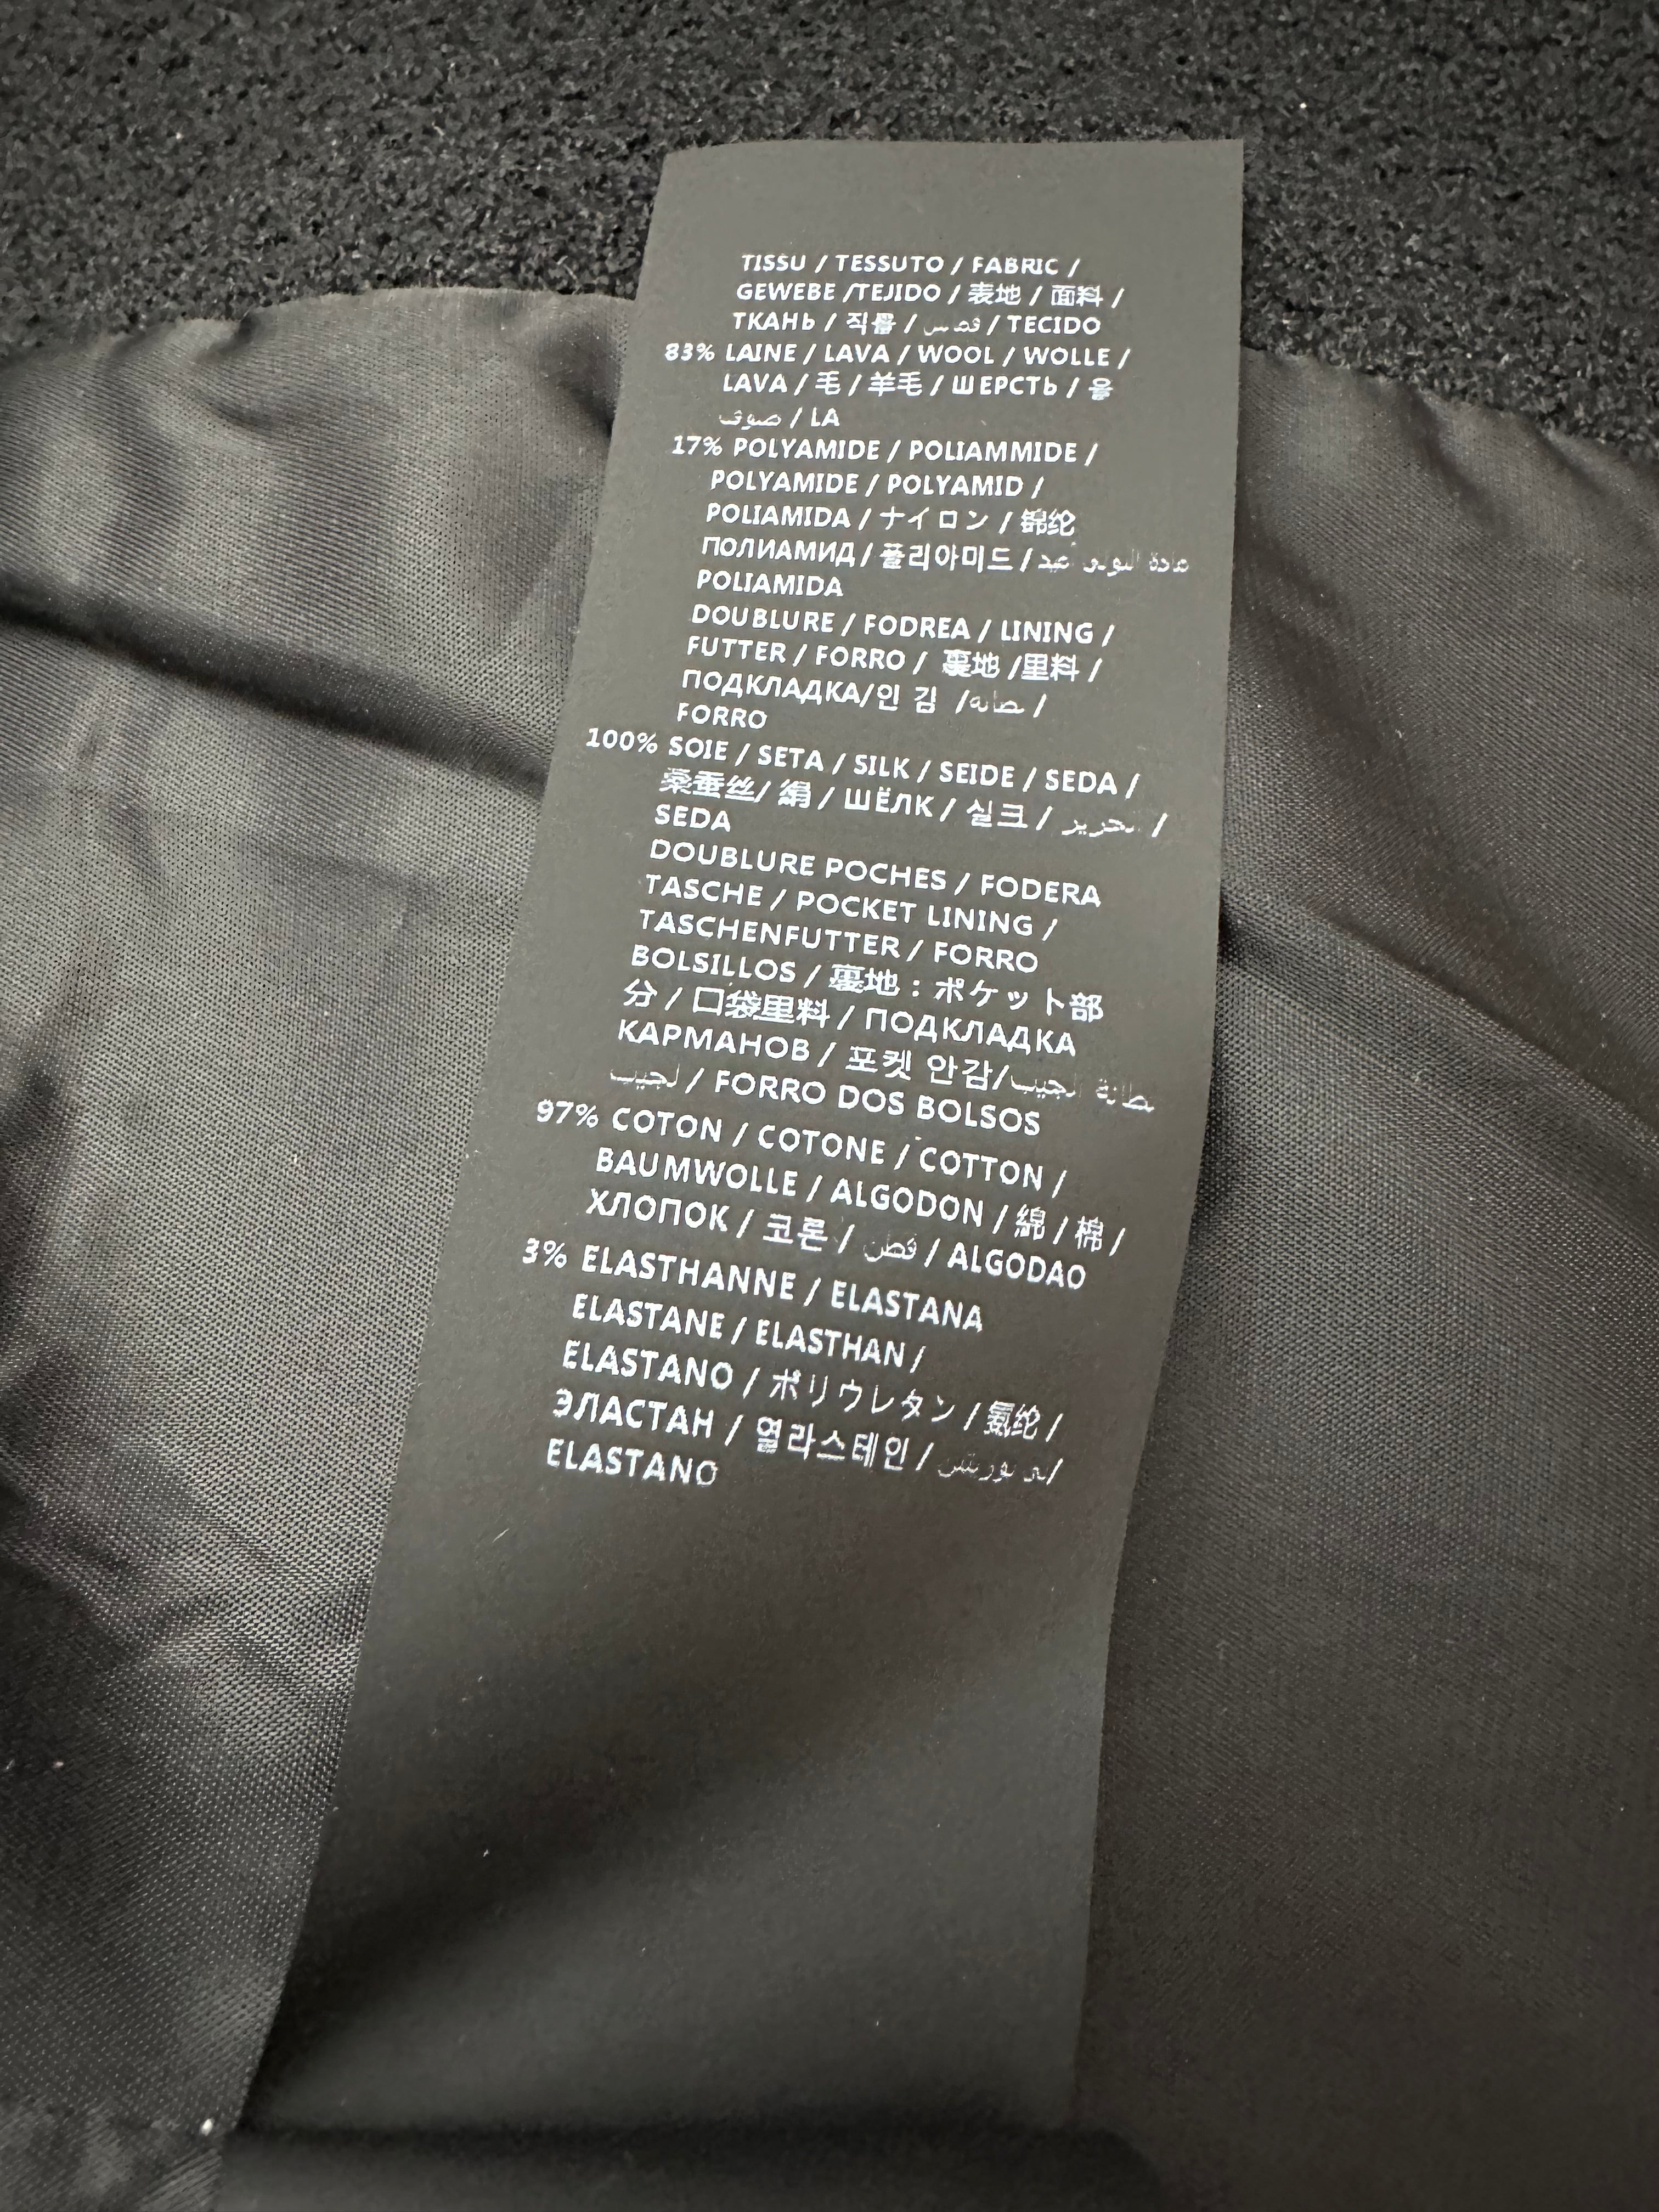 TISSU / TESSUTO / FABRIC /
GEWEBE /TEJIDO / 表地 / 面料 /
ТКАНЬ / 직물 / / TECIDO
83% LAINE / LAVA / WOOL / WOLLE /
LAVA / 毛 / 羊毛 / ШЕРСТЬ / 울
صوف / LA
17% POLYAMIDE / POLIAMMIDE /
POLYAMIDE / POLYAMID /
POLIAMIDA / ナイロン / 锦纶
ПОЛИАМИД / 폴리아미드 / مادة
POLIAMIDA
DOUBLURE / FODREA / LINING /
FUTTER / FORRO / 裏地 /里料 /
ПОДКЛАДКА/인 김 / /
FORRO
100% SOIE / SETA / SILK / SEIDE / SEDA /
桑蚕丝/ 絹 / ШЁЛК / 실크 / الحرير /
SEDA
DOUBLURE POCHES / FODERA
TASCHE / POCKET LINING /
TASCHENFUTTER / FORRO
BOLSILLOS / 裏地 : ポケット部
分 / 口袋里料 / ПОДКЛАДКА
КАРМАНОВ / 포켓 안감/بطانة الجيب
لجيب / FORRO DOS BOLSOS
97% COTON / COTONE / COTTON /
BAUMWOLLE / ALGODON / 綿 / 棉 /
ХЛОПОК / 코튼 / قطن / ALGODAO
3% ELASTHANNE / ELASTANA
ELASTANE / ELASTHAN /
ELASTANO / ポリウレタン / 氨纶 /
ЭЛАСТАН / 열라스테인 / /
ELASTANO